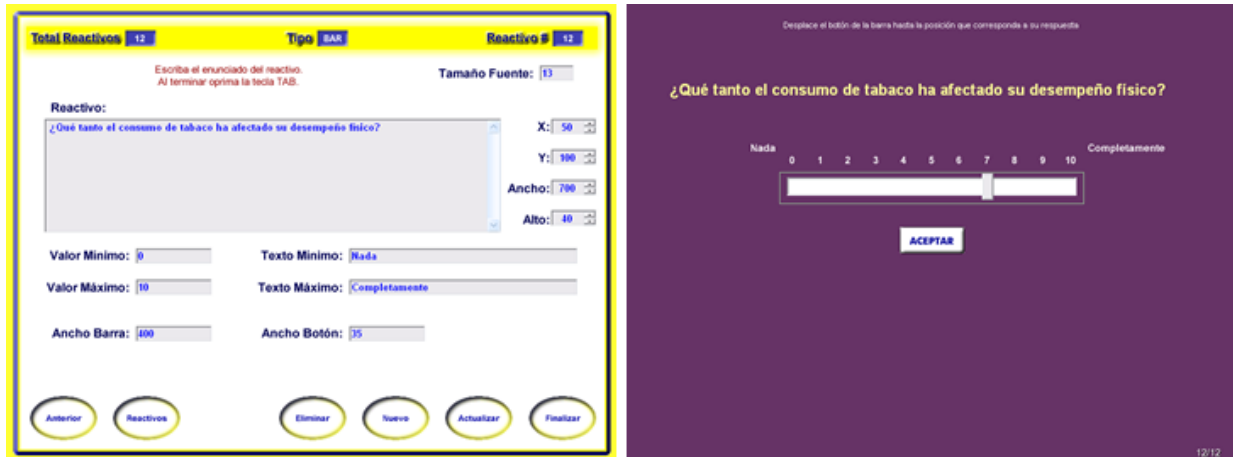 Total Reactivos 12 Tipo BAR Reactivo # 12
Escriba el enunciado del reactivo.
Al terminar oprima la tecla TAB.
Tamaño Fuente: 13
Reactivo:
¿Qué tanto el consumo de tabaco ha afectado su desempeño físico?
X: 50
Y: 100
Ancho: 700
Alto: 40
Valor Minimo: 0 Texto Minimo: Nada
Valor Máximo: 10 Texto Máximo: Completamente
Ancho Barra: 400 Ancho Botón: 35
Anterior Reactivos Eliminar Nuevo Actualizar Finalizar
Desplace el botón de la barra hasta la posición que corresponda a su respuesta
¿Qué tanto el consumo de tabaco ha afectado su desempeño físico?
Nada Completamente
0 1 2 3 4 5 6 7 8 9 10
ACEPTAR
12/12